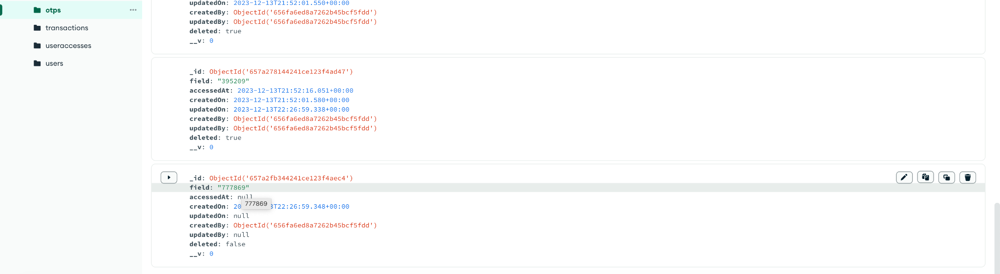 otps
transactions
useraccesses
users
updatedOn: 2023-12-13T21:52:01.550+00:00
createdBy: ObjectId('656fa6ed8a7262b45bcf5fdd')
updatedBy: ObjectId('656fa6ed8a7262b45bcf5fdd')
deleted: true
__v: 0
_id: ObjectId('657a278144241ce123f4ad47')
field: "395209"
accessedAt: 2023-12-13T21:52:16.051+00:00
createdOn: 2023-12-13T21:52:01.580+00:00
updatedOn: 2023-12-13T22:26:59.338+00:00
createdBy: ObjectId('656fa6ed8a7262b45bcf5fdd')
updatedBy: ObjectId('656fa6ed8a7262b45bcf5fdd')
deleted: true
__v: 0
_id: ObjectId('657a2fb344241ce123f4aec4')
field: "777869"
accessedAt: null
777869
createdOn: 20 3T22:26:59.348+00:00
updatedOn: null
createdBy: ObjectId('656fa6ed8a7262b45bcf5fdd')
updatedBy: null
deleted: false
__v: 0